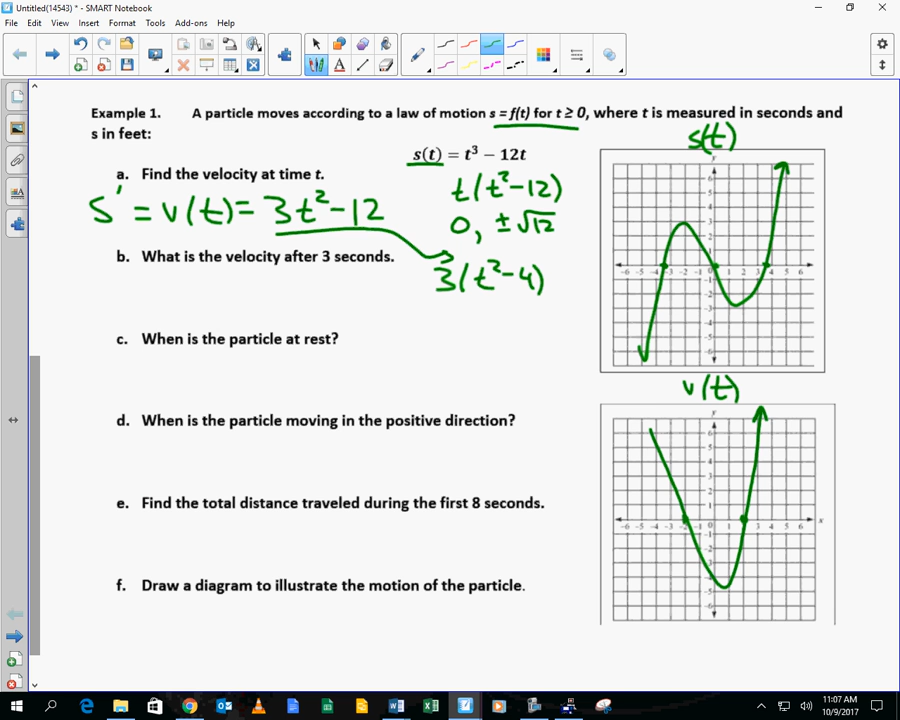 Untitled(14543) * - SMART Notebook
File Edit View Insert Format Tools Add-ons Help
Example 1. A particle moves according to a law of motion s = f(t) for t ≥ 0, where t is measured in seconds and
s in feet:
s(t)
s(t) = t³ – 12t
a. Find the velocity at time t.
t(t²-12)
s' = v(t) = 3t²-12
0, ±√12
b. What is the velocity after 3 seconds.
3(t²-4)
c. When is the particle at rest?
v(t)
d. When is the particle moving in the positive direction?
e. Find the total distance traveled during the first 8 seconds.
f. Draw a diagram to illustrate the motion of the particle.
11:07 AM
10/9/2017